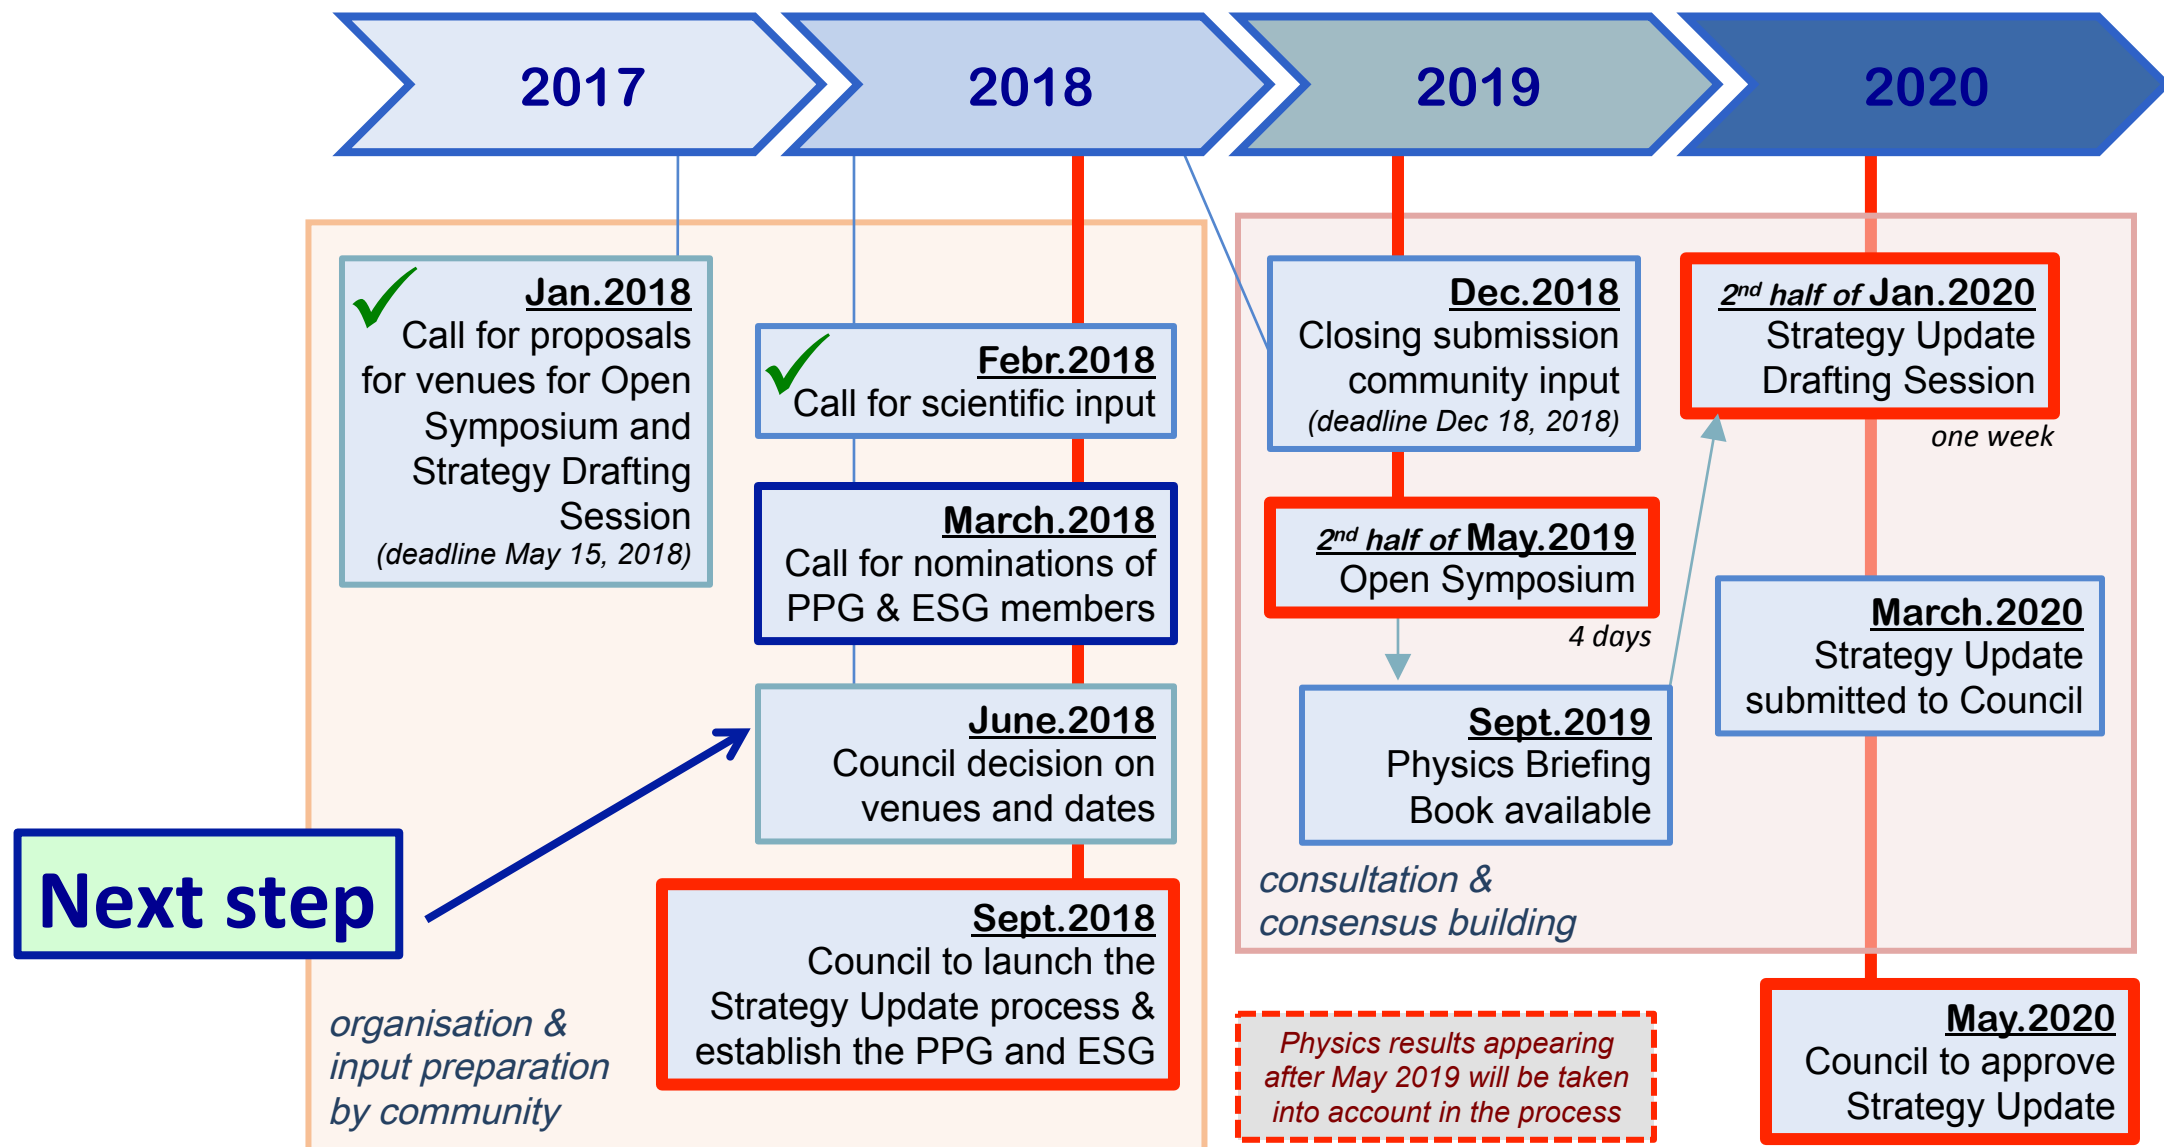 2017
2018
2019
2020
Jan.2018
Call for proposals
for venues for Open
Symposium and
Strategy Drafting
Session
(deadline May 15, 2018)
Febr.2018
Call for scientific input
March.2018
Call for nominations of
PPG & ESG members
June.2018
Council decision on
venues and dates
Sept.2018
Council to launch the
Strategy Update process &
establish the PPG and ESG
Next step
organisation &
input preparation
by community
Dec.2018
Closing submission
community input
(deadline Dec 18, 2018)
2nd half of May.2019
Open Symposium
4 days
Sept.2019
Physics Briefing
Book available
consultation &
consensus building
2nd half of Jan.2020
Strategy Update
Drafting Session
one week
March.2020
Strategy Update
submitted to Council
May.2020
Council to approve
Strategy Update
Physics results appearing
after May 2019 will be taken
into account in the process